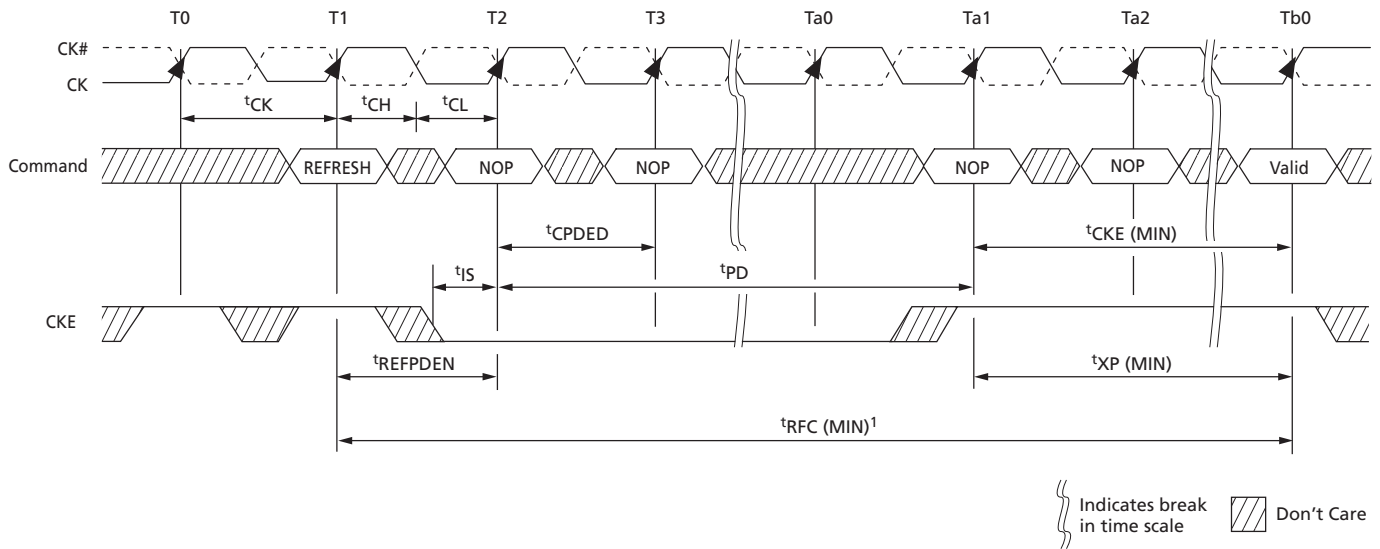 T0 T1 T2 T3 Ta0 Ta1 Ta2 Tb0
CK#
CK
tCK tCH tCL
Command REFRESH NOP NOP NOP NOP Valid
tCPDED tCKE (MIN)
tIS tPD
CKE
tREFPDEN tXP (MIN)
tRFC (MIN)1
Indicates break
in time scale
Don't Care